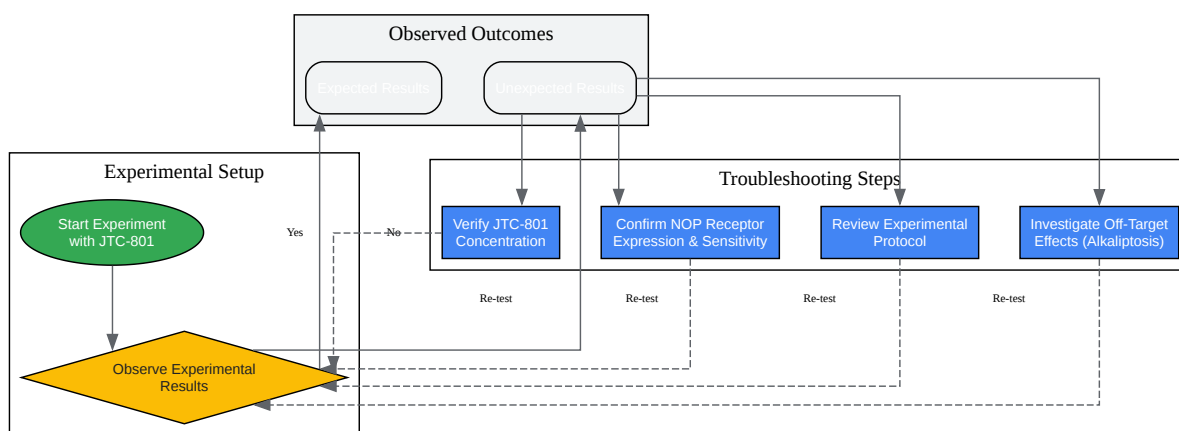 Observed Outcomes
Expected Results
Unexpected Results
Experimental Setup
Troubleshooting Steps
Start Experiment
with JTC-801
Verify JTC-801
Concentration
Confirm NOP Receptor
Expression & Sensitivity
Review Experimental
Protocol
Investigate Off-Target
Effects (Alkaliptosis)
Yes
No
Re-test
Re-test
Re-test
Re-test
Observe Experimental
Results